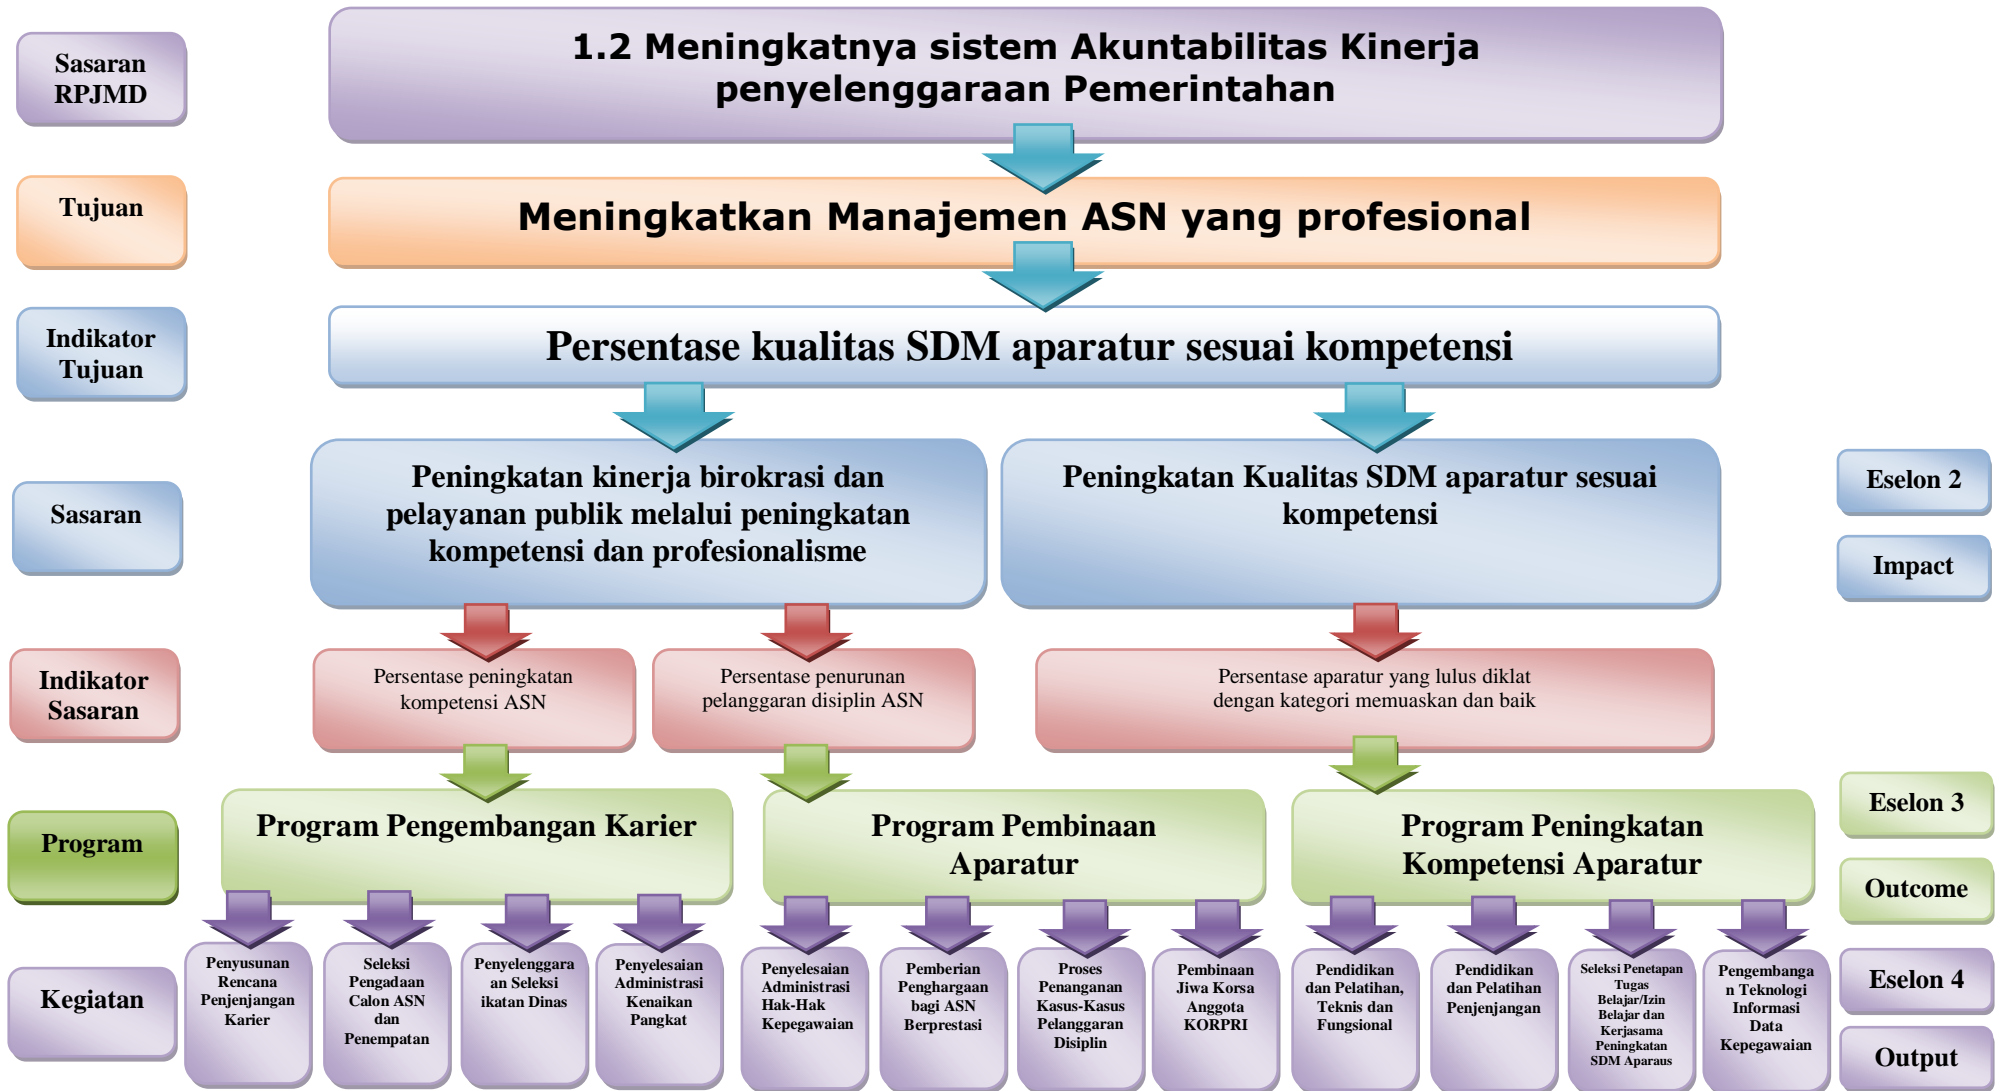 Sasaran
RPJMD
1.2 Meningkatnya sistem Akuntabilitas Kinerja
penyelenggaraan Pemerintahan
Tujuan
Meningkatkan Manajemen ASN yang profesional
Indikator
Tujuan
Persentase kualitas SDM aparatur sesuai kompetensi
Sasaran
Peningkatan kinerja birokrasi dan
pelayanan publik melalui peningkatan
kompetensi dan profesionalisme
Peningkatan Kualitas SDM aparatur sesuai
kompetensi
Eselon 2
Impact
Indikator
Sasaran
Persentase peningkatan
kompetensi ASN
Persentase penurunan
pelanggaran disiplin ASN
Persentase aparatur yang lulus diklat
dengan kategori memuaskan dan baik
Program
Program Pengembangan Karier
Program Pembinaan
Aparatur
Program Peningkatan
Kompetensi Aparatur
Eselon 3
Outcome
Kegiatan
Penyusunan
Rencana
Penjenjangan
Karier
Seleksi
Pengadaan
Calon ASN
dan
Penempatan
Penyelenggara
an Seleksi
ikatan Dinas
Penyelesaian
Administrasi
Kenaikan
Pangkat
Penyelesaian
Administrasi
Hak-Hak
Kepegawaian
Pemberian
Penghargaan
bagi ASN
Berprestasi
Proses
Penanganan
Kasus-Kasus
Pelanggaran
Disiplin
Pembinaan
Jiwa Korsa
Anggota
KORPRI
Pendidikan
dan Pelatihan,
Teknis dan
Fungsional
Pendidikan
dan Pelatihan
Penjenjangan
Seleksi Penetapan
Tugas
Belajar/Izin
Belajar dan
Kerjasama
Peningkatan
SDM Aparaus
Pengembanga
n Teknologi
Informasi
Data
Kepegawaian
Eselon 4
Output